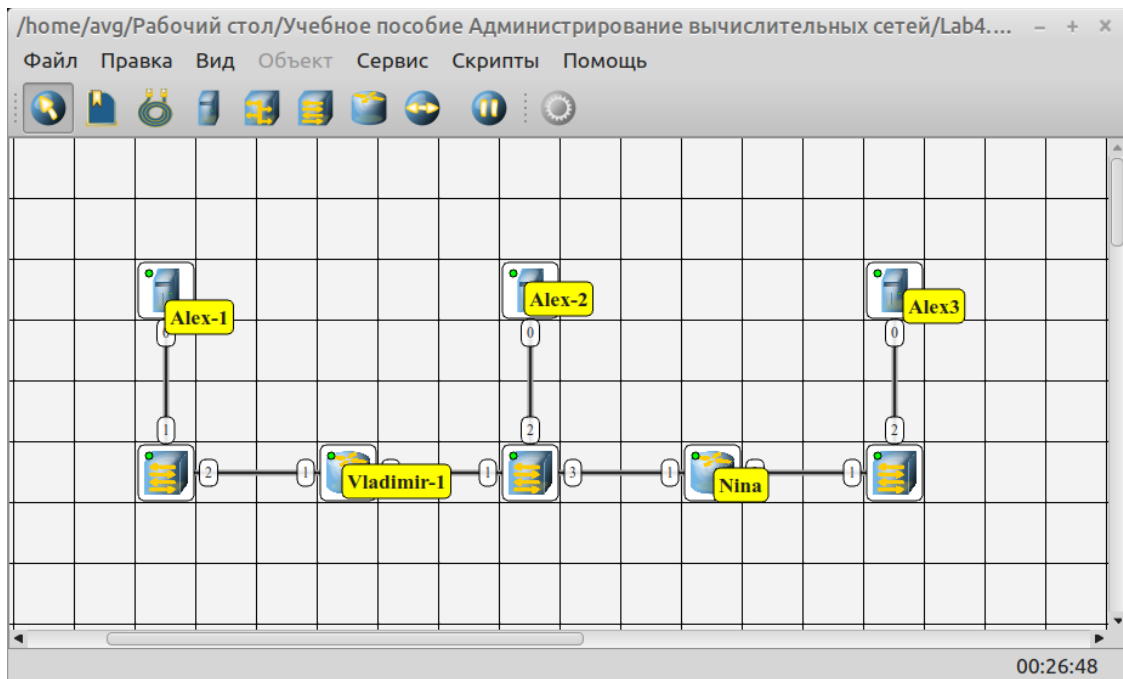 /home/avg/Рабочий стол/Учебное пособие Администрирование вычислительных сетей/Lab4....
Файл Правка Вид Объект Сервис Скрипты Помощь
Alex-1
Alex-2
Alex3
0
0
1
2
2
2
1
Vladimir-1
1
3
1
Nina
1
00:26:48